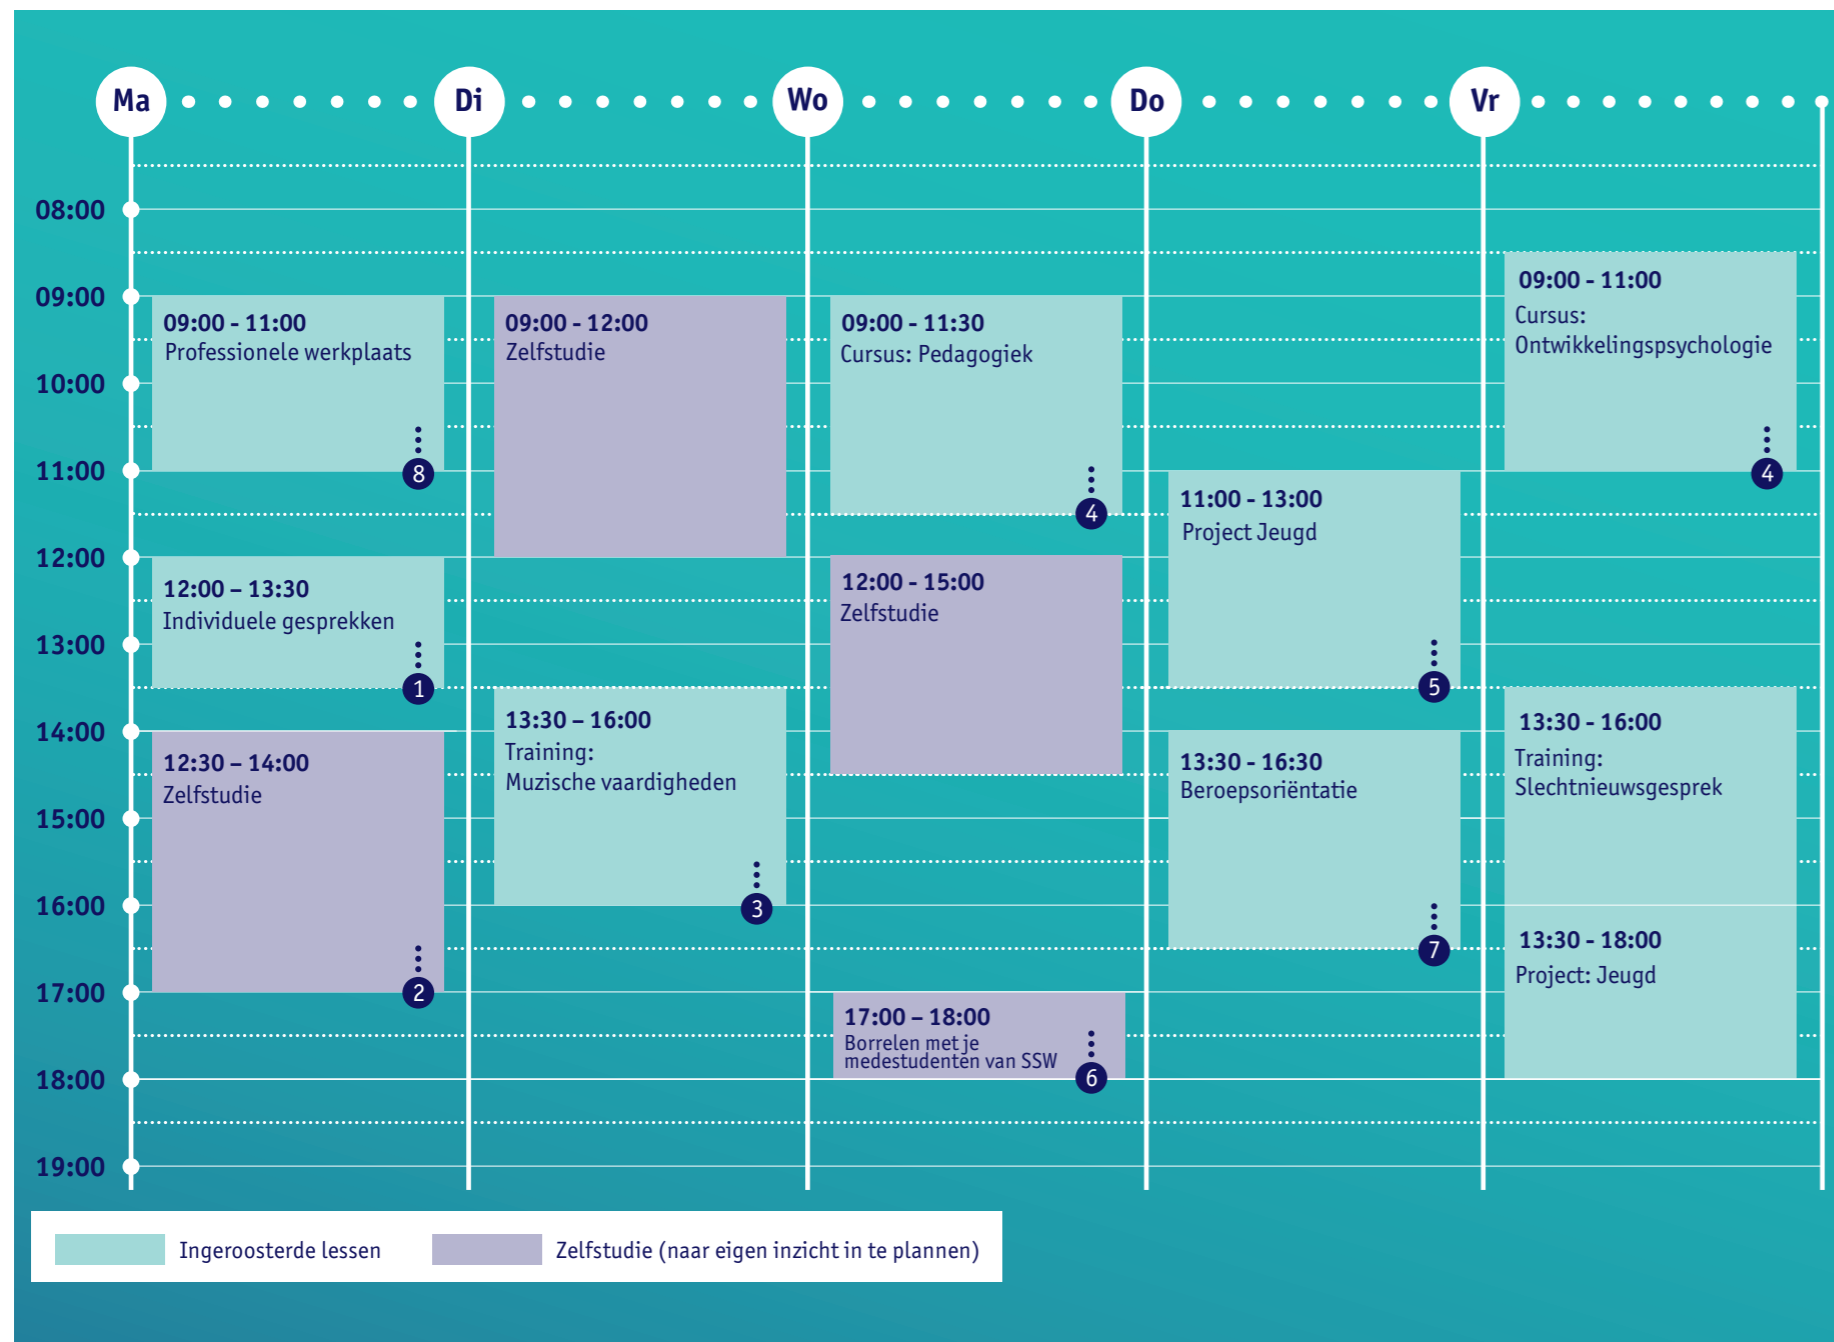 Ma
Di
Wo
Do
Vr
08:00
09:00
10:00
11:00
12:00
13:00
14:00
15:00
16:00
17:00
18:00
19:00
09:00 - 11:00
Professionele werkplaats
8
12:00 – 13:30
Individuele gesprekken
1
12:30 – 14:00
Zelfstudie
2
09:00 - 12:00
Zelfstudie
13:30 – 16:00
Training:
Muzische vaardigheden
3
09:00 - 11:30
Cursus: Pedagogiek
4
12:00 - 15:00
Zelfstudie
17:00 – 18:00
Borrelen met je
medestudenten van SSW
6
11:00 - 13:00
Project Jeugd
5
13:30 - 16:30
Beroepsoriëntatie
7
09:00 - 11:00
Cursus:
Ontwikkelingspsychologie
4
13:30 - 16:00
Training:
Slechtnieuwsgesprek
13:30 - 18:00
Project: Jeugd
Ingeroosterde lessen
Zelfstudie (naar eigen inzicht in te plannen)